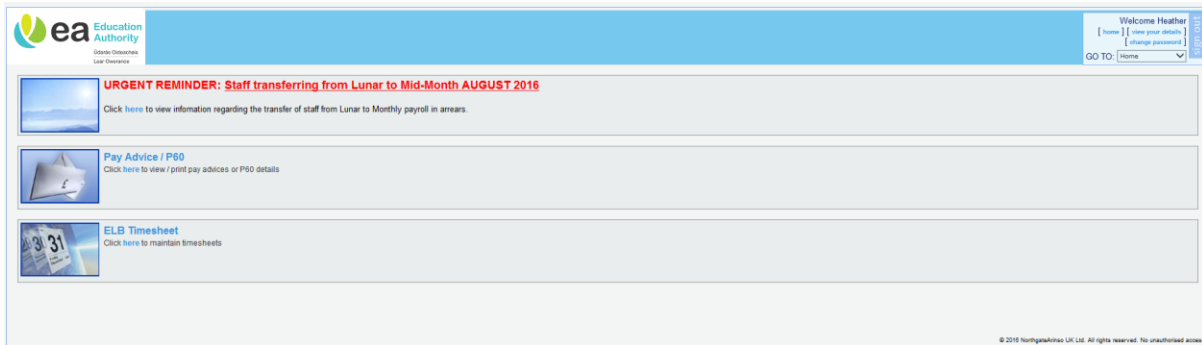 ea Education
Authority
Údarás Oideachais
Lear Owerance
Welcome Heather
[ home ] [ view your details ]
[ change password ]
GO TO: Home
sign out
URGENT REMINDER: Staff transferring from Lunar to Mid-Month AUGUST 2016
Click here to view infomation regarding the transfer of staff from Lunar to Monthly payroll in arrears.
Pay Advice / P60
Click here to view / print pay advices or P60 details
£
ELB Timesheet
Click here to maintain timesheets
30 31
© 2016 NorthgateArinso UK Ltd. All rights reserved. No unauthorised access